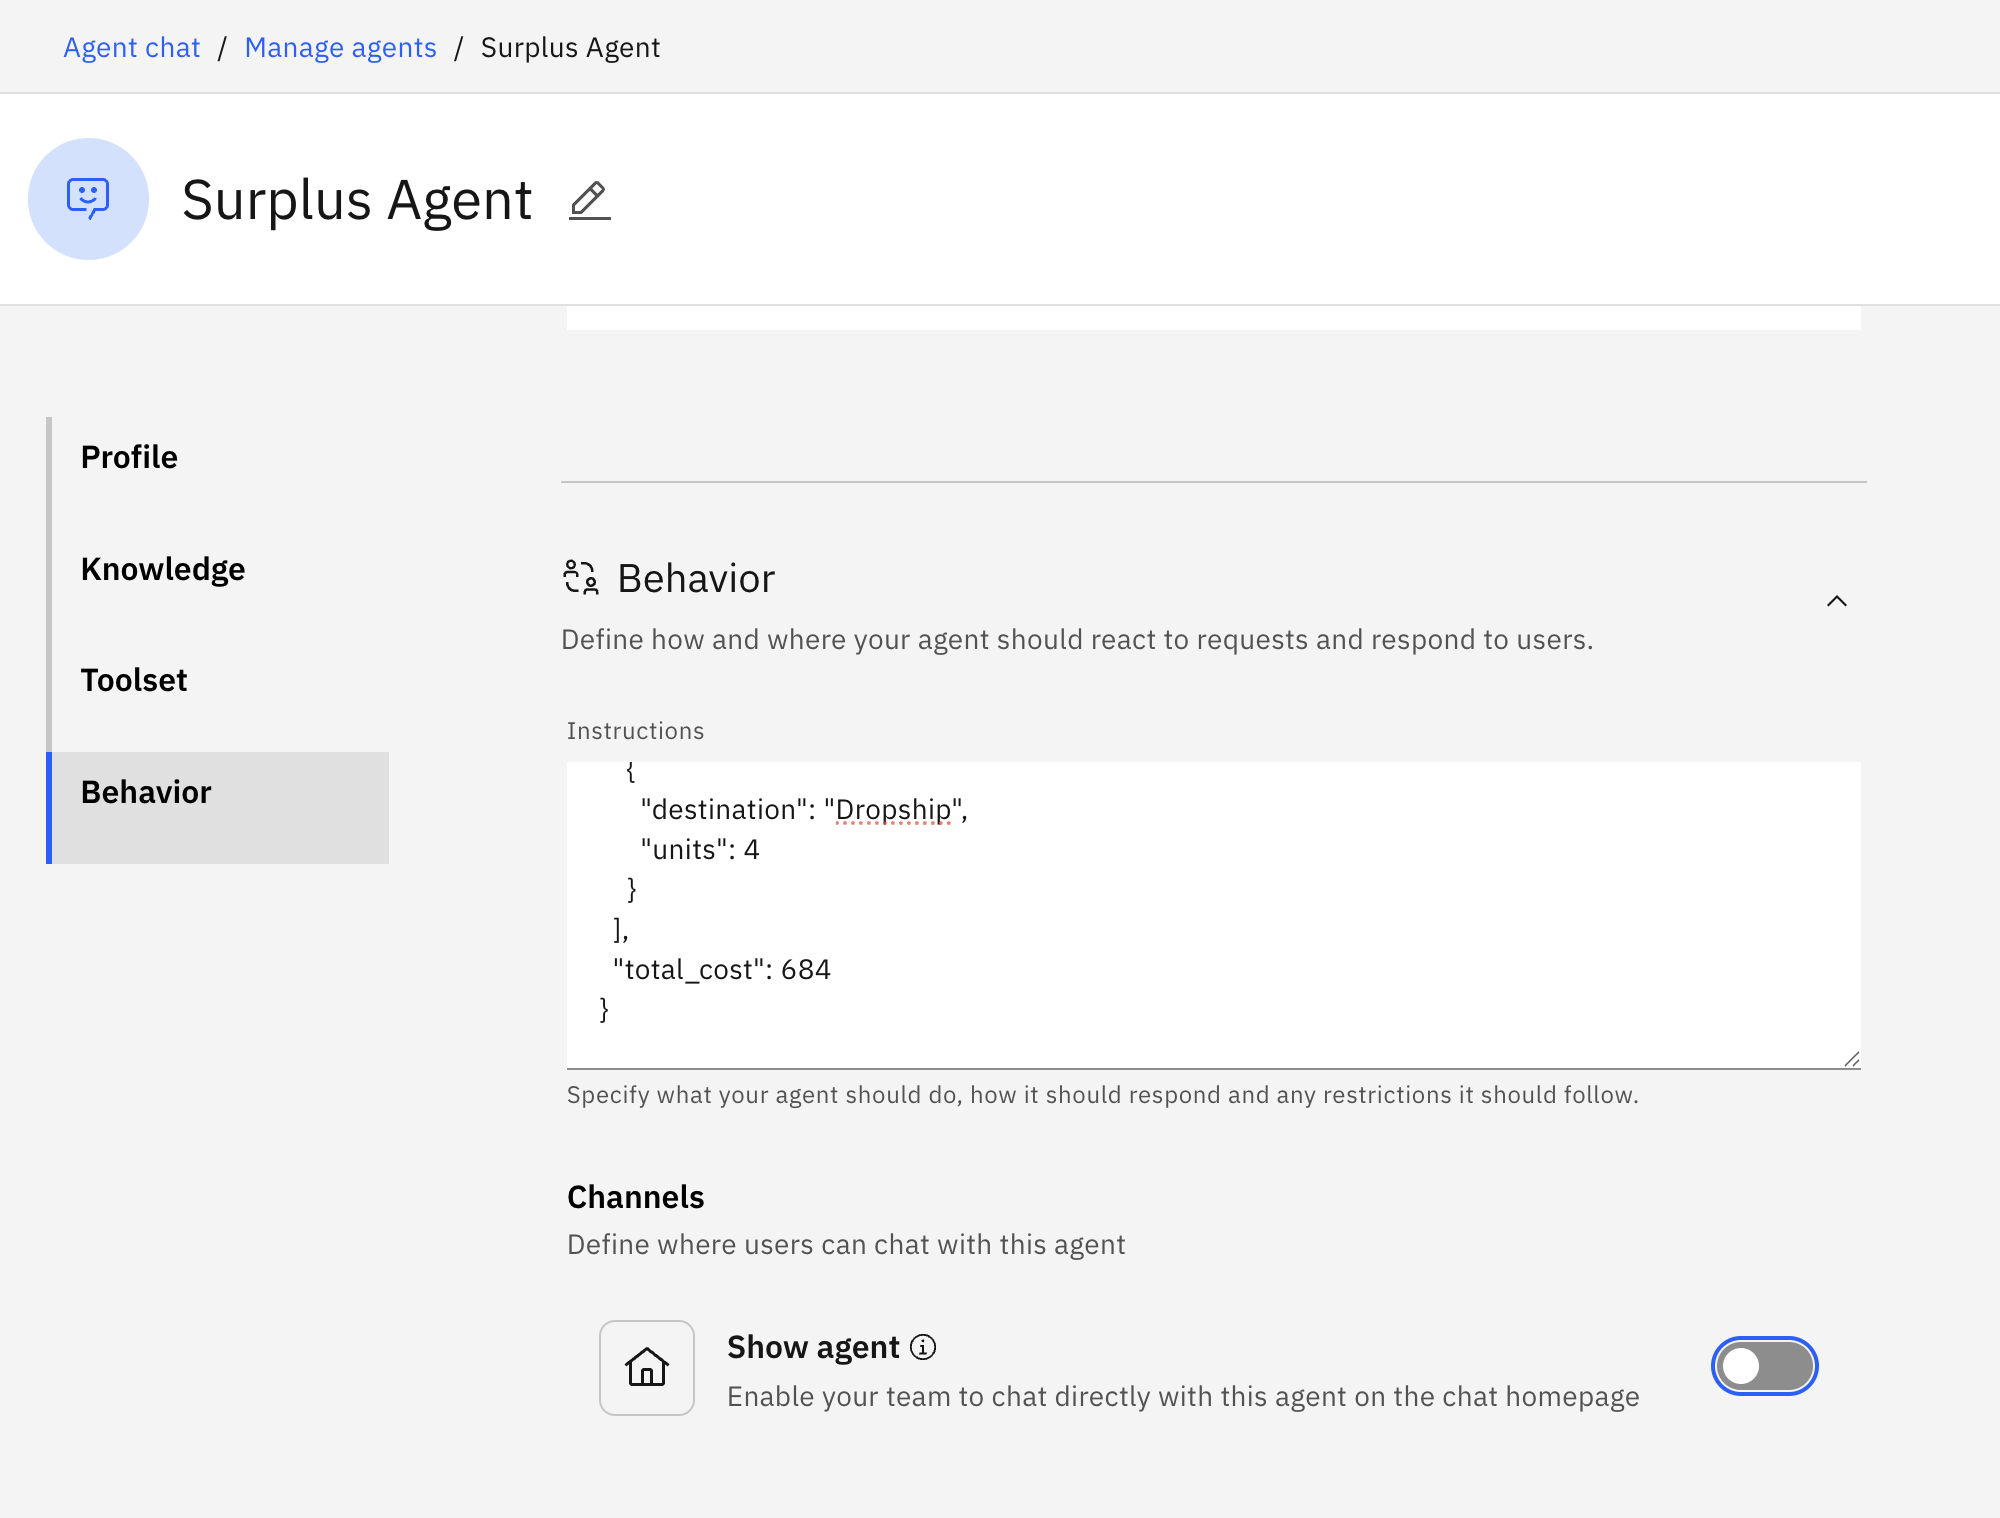 Agent chat / Manage agents / Surplus Agent
Surplus Agent
Profile
Knowledge
Toolset
Behavior
Behavior
Define how and where your agent should react to requests and respond to users.
Instructions
{
"destination": "Dropship",
"units": 4
}
],
"total_cost": 684
}
Specify what your agent should do, how it should respond and any restrictions it should follow.
Channels
Define where users can chat with this agent
Show agent
Enable your team to chat directly with this agent on the chat homepage